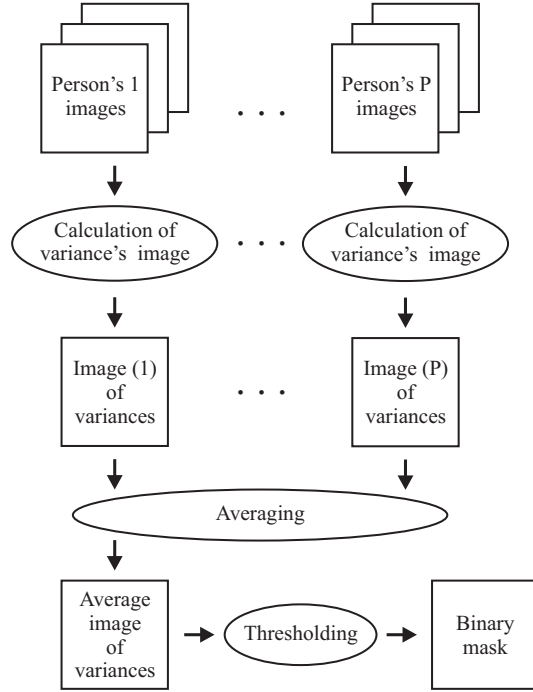 Person's 1
images
. . .
Person's P
images
Calculation of
variance's image
. . .
Calculation of
variance's image
Image (1)
of
variances
. . .
Image (P)
of
variances
Averaging
Average
image
of
variances
Thresholding
Binary
mask